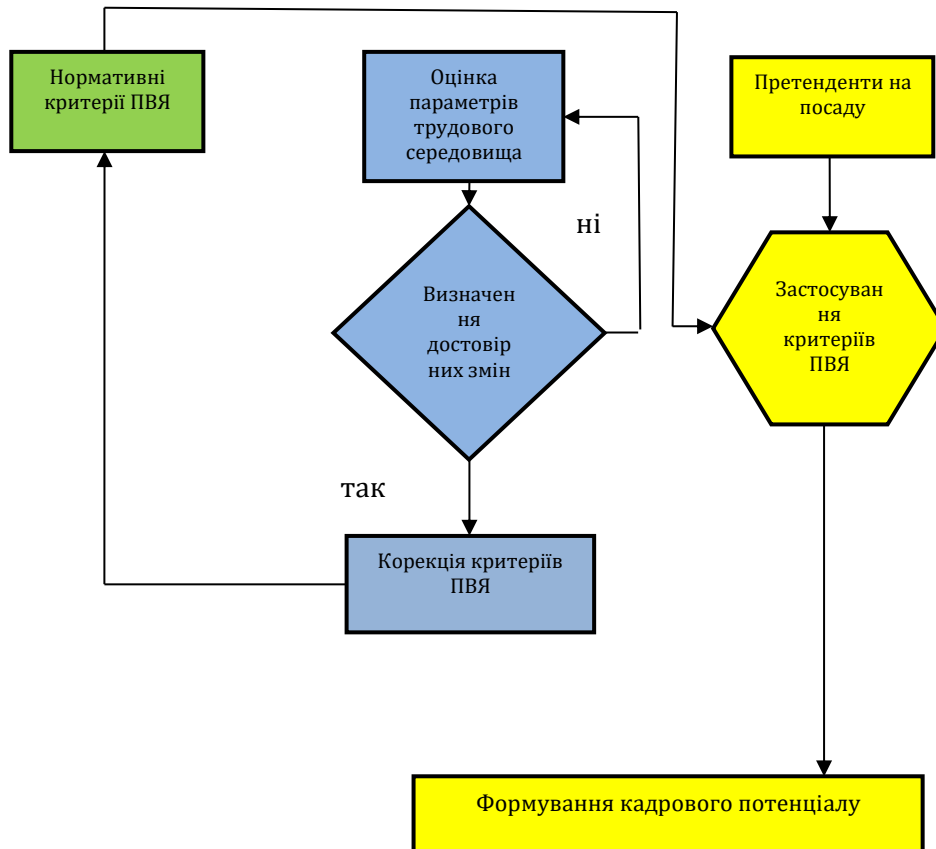 Нормативні
критерії ПВЯ
Оцінка
параметрів
трудового
середовища
Претенденти на
посаду
ні
Визначен
ня
достовір
них змін
Застосуван
ня
критеріїв
ПВЯ
так
Корекція критеріїв
ПВЯ
Формування кадрового потенціалу